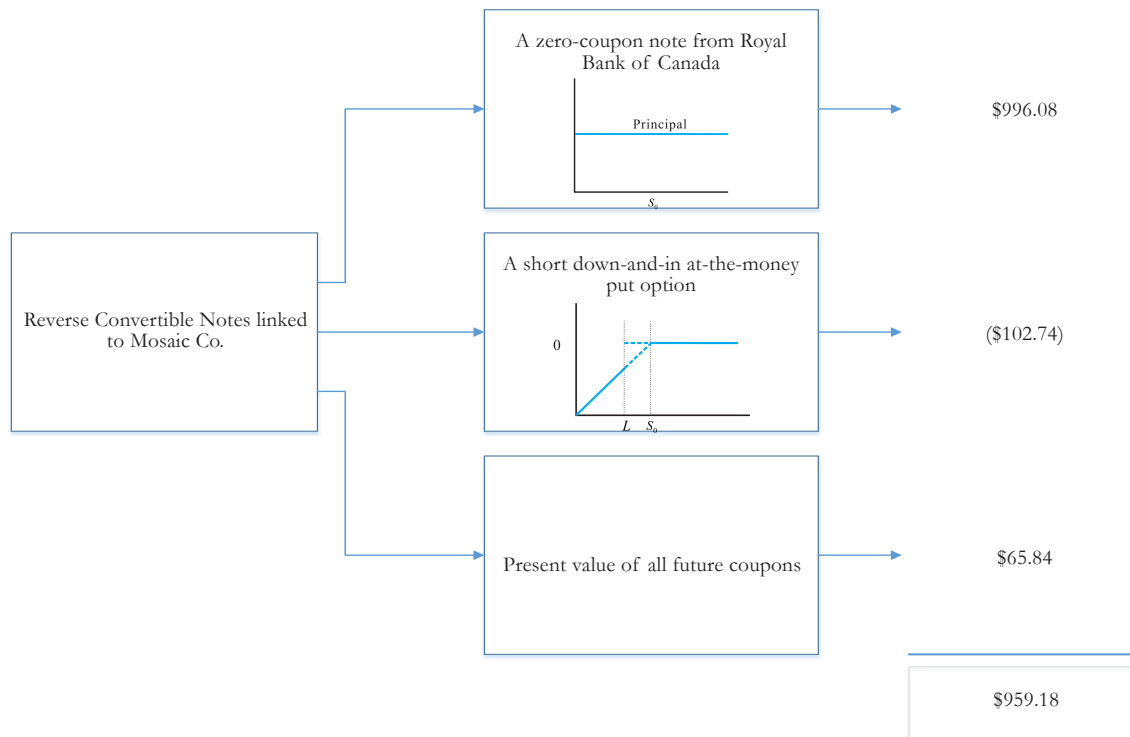 A zero-coupon note from Royal
Bank of Canada
Principal
S₀
$996.08
Reverse Convertible Notes linked
to Mosaic Co.
A short down-and-in at-the-money
put option
0
L S₀
($102.74)
Present value of all future coupons
$65.84
$959.18